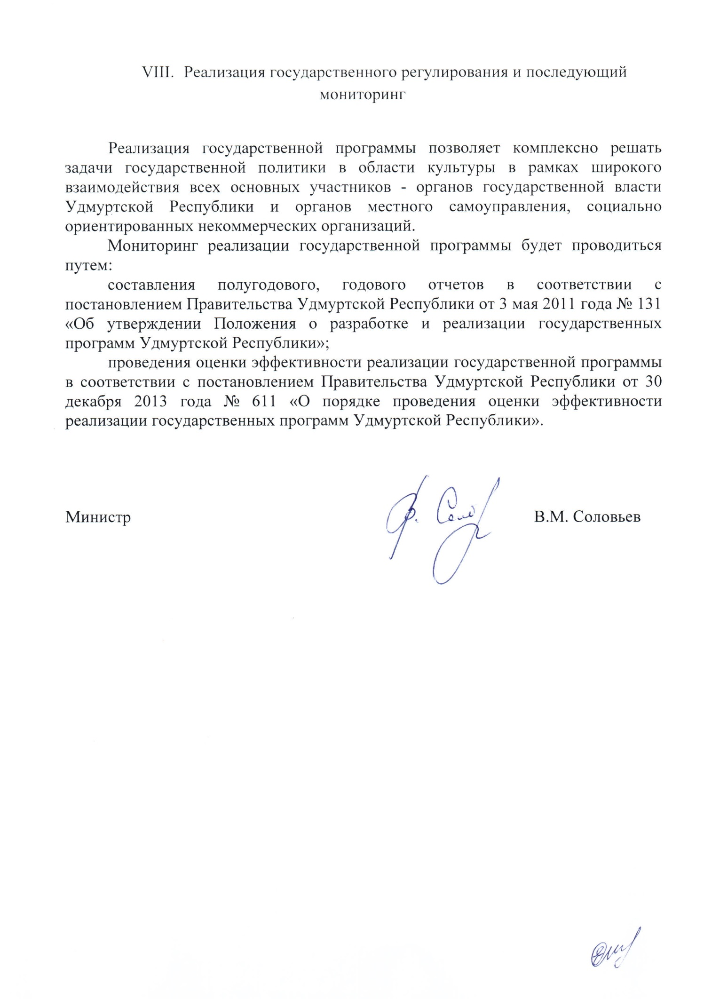 VIII. Реализация государственного регулирования и последующий
мониторинг
Реализация государственной программы позволяет комплексно решать
задачи государственной политики в области культуры в рамках широкого
взаимодействия всех основных участников - органов государственной власти
Удмуртской Республики и органов местного самоуправления, социально
ориентированных некоммерческих организаций.
Мониторинг реализации государственной программы будет проводиться
путем:
составления полугодового, годового отчетов в соответствии с
постановлением Правительства Удмуртской Республики от 3 мая 2011 года № 131
«Об утверждении Положения о разработке и реализации государственных
программ Удмуртской Республики»;
проведения оценки эффективности реализации государственной программы
в соответствии с постановлением Правительства Удмуртской Республики от 30
декабря 2013 года № 611 «О порядке проведения оценки эффективности
реализации государственных программ Удмуртской Республики».
Министр В.М. Соловьев